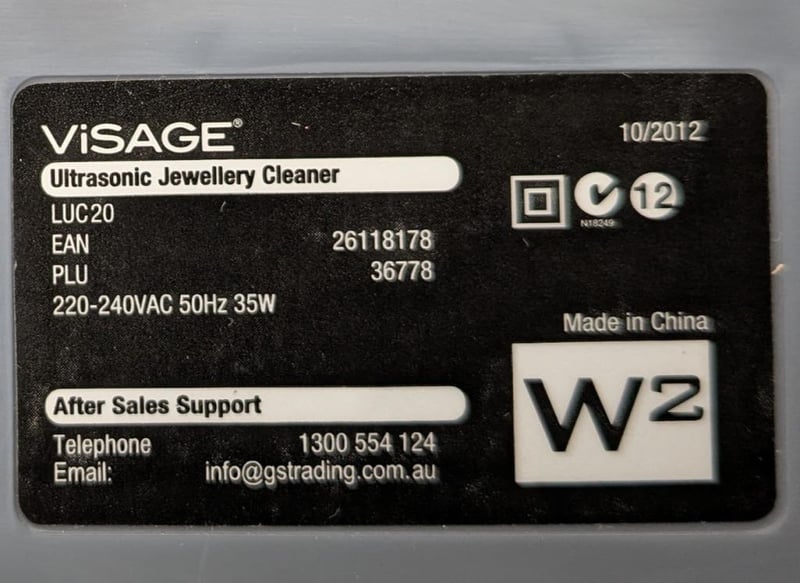 ViSAGE®
10/2012
Ultrasonic Jewellery Cleaner
LUC20
12
N18249
EAN 26118178
PLU 36778
220-240VAC 50Hz 35W
Made in China
W2
After Sales Support
Telephone 1300 554 124
Email: info@gstrading.com.au